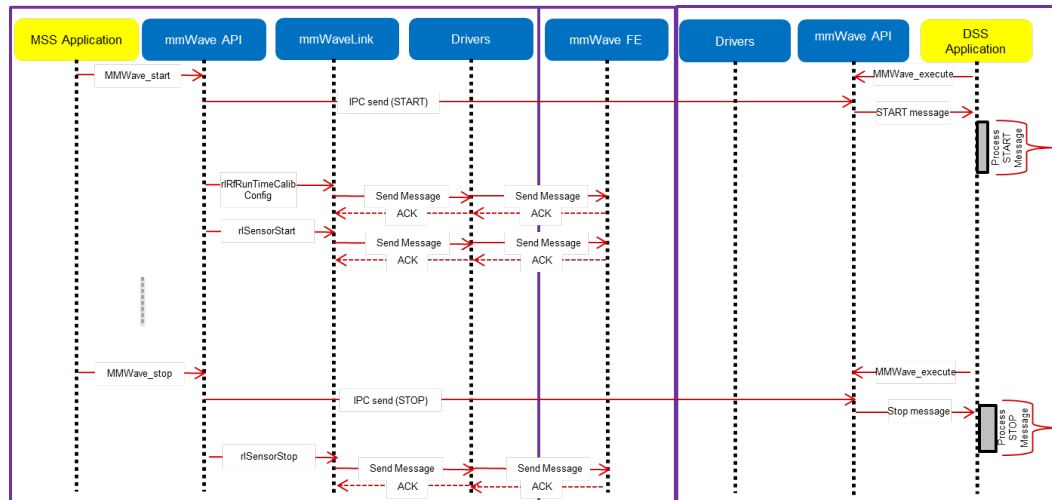 MSS Application
mmWave API
mmWaveLink
Drivers
mmWave FE
Drivers
mmWave API
DSS
Application
MMWave_start
MMWave_execute
IPC send (START)
START message
Process
START
Message
rlRfRunTimeCalib
Config
Send Message
Send Message
ACK
ACK
rlSensorStart
Send Message
Send Message
ACK
ACK
MMWave_stop
MMWave_execute
IPC send (STOP)
Stop message
Process
STOP
Message
rlSensorStop
Send Message
Send Message
ACK
ACK